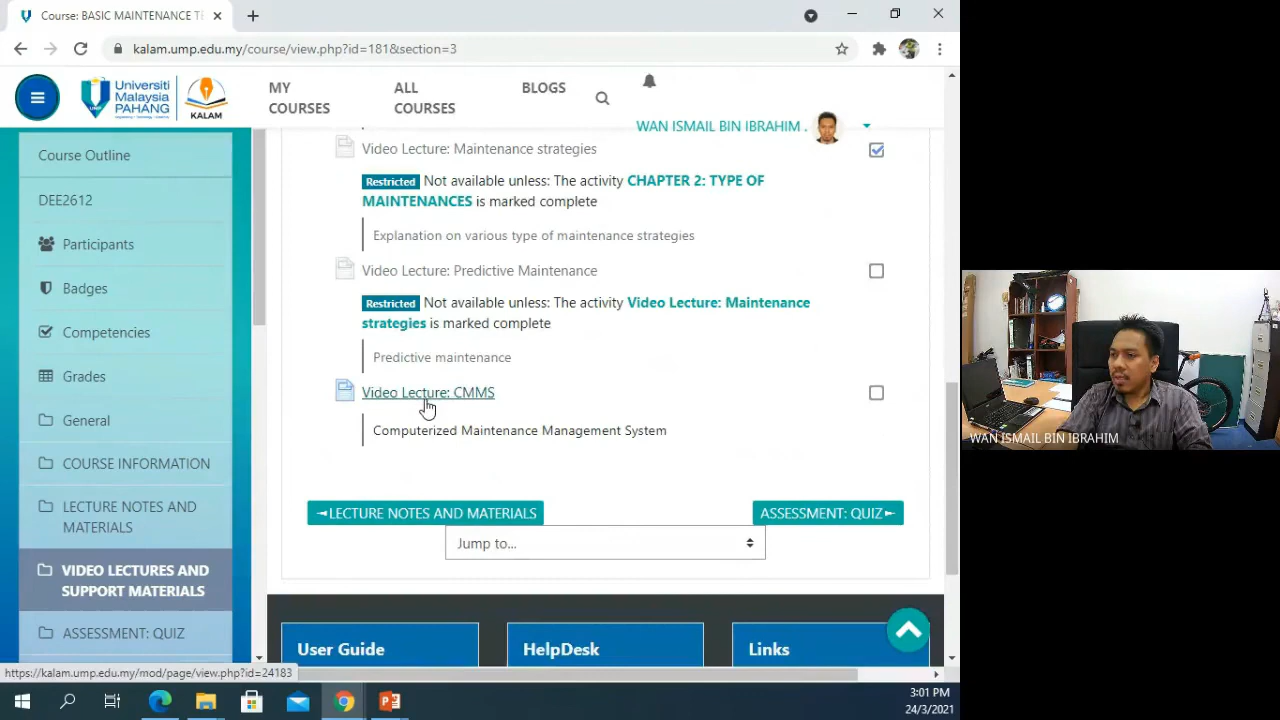 Course: BASIC MAINTENANCE TE
kalam.ump.edu.my/course/view.php?id=181&section=3
Universiti
Malaysia
PAHANG
KALAM
MY
COURSES
ALL
COURSES
BLOGS
WAN ISMAIL BIN IBRAHIM .
Course Outline
DEE2612
Participants
Badges
Competencies
Grades
General
COURSE INFORMATION
LECTURE NOTES AND
MATERIALS
VIDEO LECTURES AND
SUPPORT MATERIALS
ASSESSMENT: QUIZ
Video Lecture: Maintenance strategies
Restricted Not available unless: The activity CHAPTER 2: TYPE OF
MAINTENANCES is marked complete
Explanation on various type of maintenance strategies
Video Lecture: Predictive Maintenance
Restricted Not available unless: The activity Video Lecture: Maintenance
strategies is marked complete
Predictive maintenance
Video Lecture: CMMS
Computerized Maintenance Management System
◄LECTURE NOTES AND MATERIALS
ASSESSMENT: QUIZ►
Jump to...
User Guide
HelpDesk
Links
https://kalam.ump.edu.my/mod/page/view.php?id=24183
3:01 PM
24/3/2021
WAN ISMAIL BIN IBRAHIM